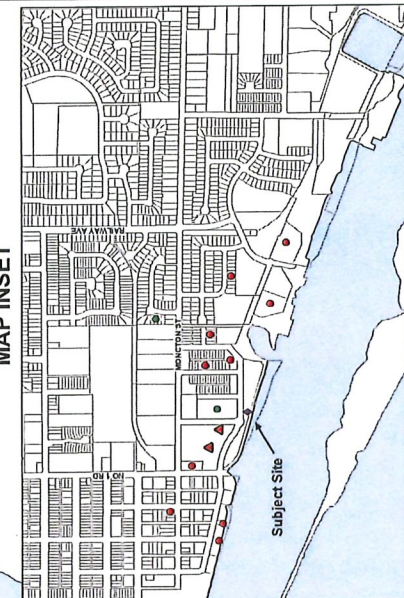 MAP INSET
RAILWAY AVE
MONCTON ST
NO 1 RD
Subject Site